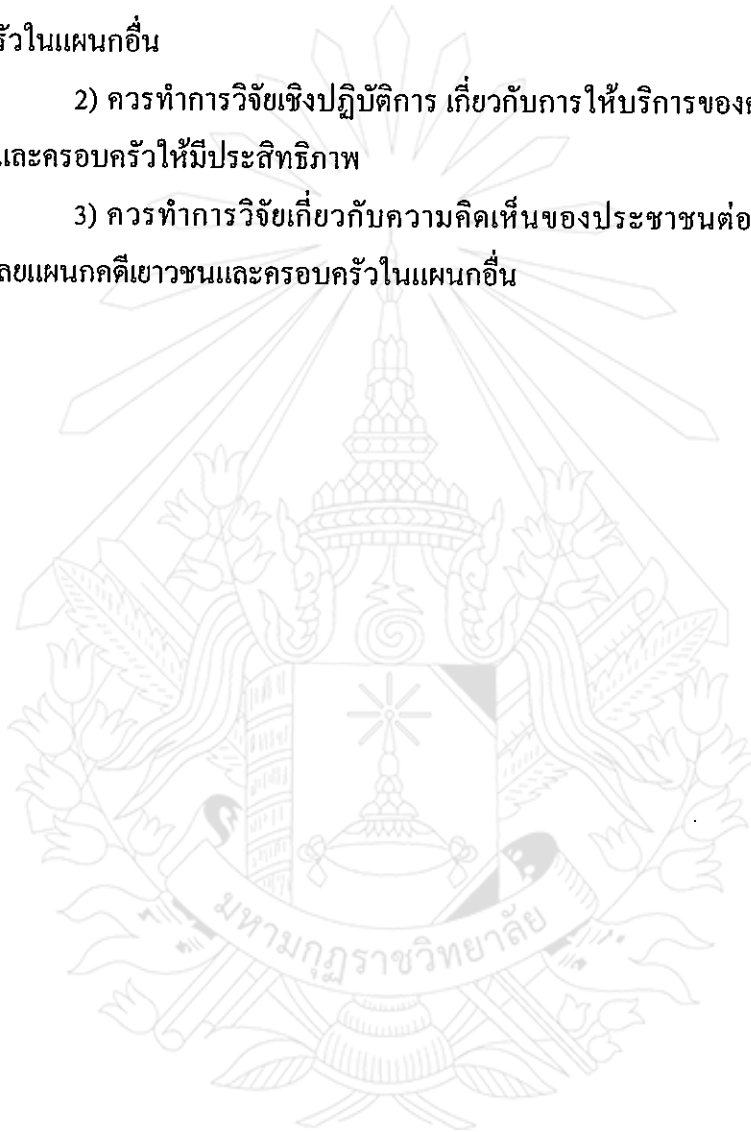 รัวในแผนกอื่น
2) ควรทำการวิจัยเชิงปฏิบัติการ เกี่ยวกับการให้บริการของ
และครอบครัวให้มีประสิทธิภาพ
3) ควรทำการวิจัยเกี่ยวกับความคิดเห็นของประชาชนต่อ
ลยแผนกคดีเยาวชนและครอบครัวในแผนกอื่น
มหามกุฏราชวิทยาลัย